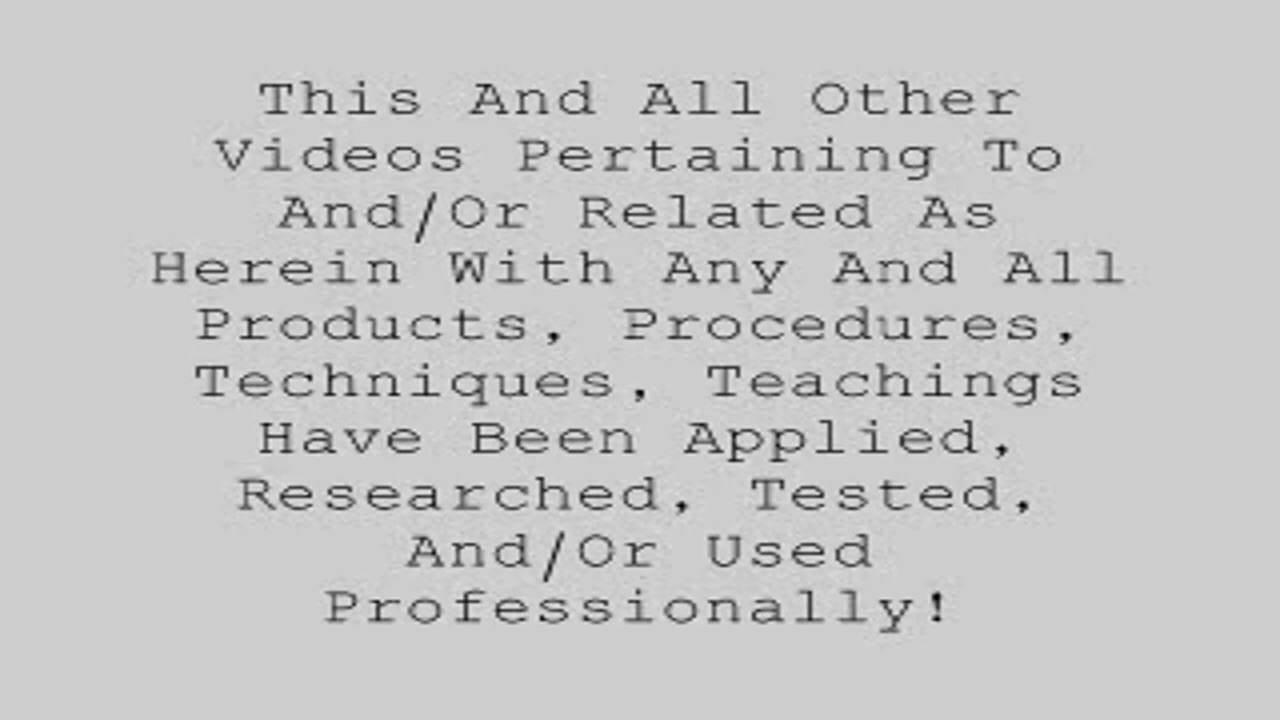 This And All Other
Videos Pertaining To
And/Or Related As
Herein With Any And All
Products, Procedures,
Techniques, Teachings
Have Been Applied,
Researched, Tested,
And/Or Used
Professionally!